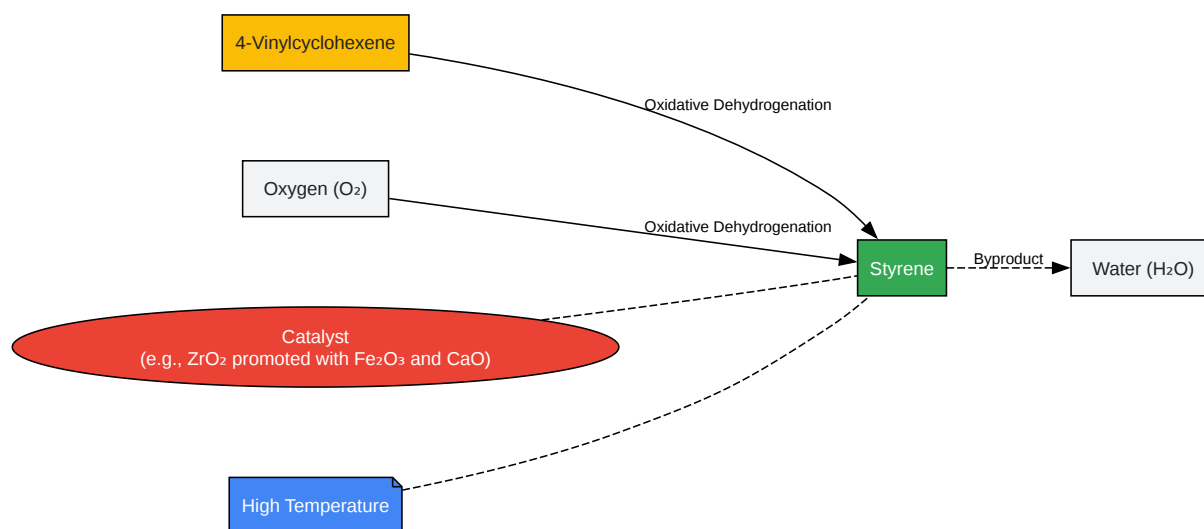 4-Vinylcyclohexene
Oxidative Dehydrogenation
Oxygen (O₂)
Oxidative Dehydrogenation
Styrene
Byproduct
Water (H₂O)
Catalyst
(e.g., ZrO₂ promoted with Fe₂O₃ and CaO)
High Temperature